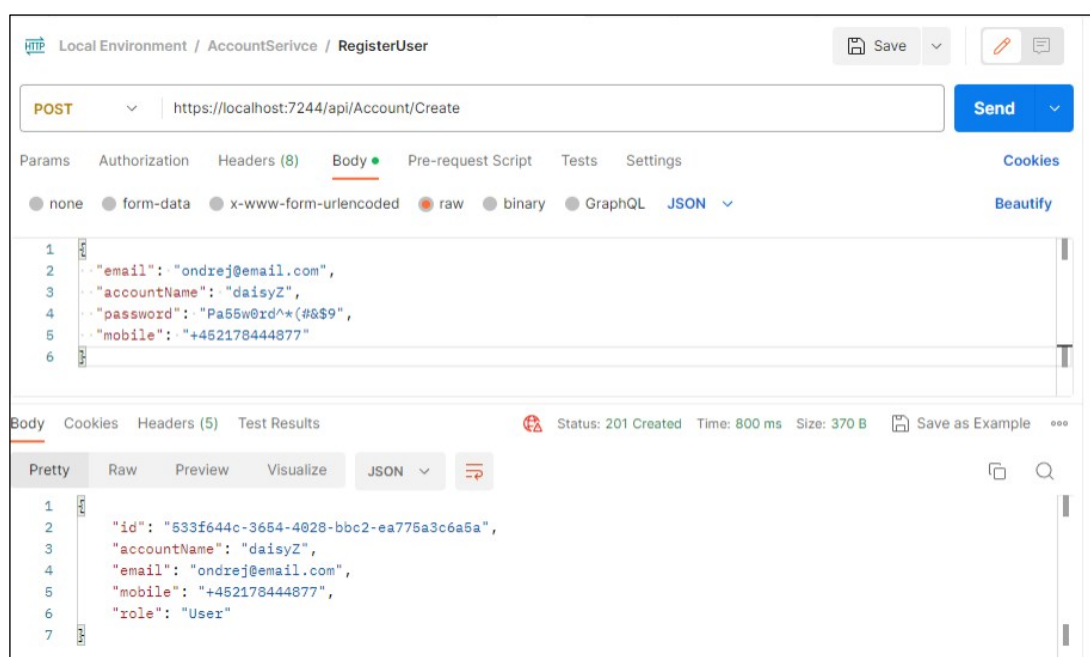 HTTP Local Environment / AccountSerivce / RegisterUser Save
POST https://localhost:7244/api/Account/Create Send
Params Authorization Headers (8) Body Pre-request Script Tests Settings Cookies
none form-data x-www-form-urlencoded raw binary GraphQL JSON Beautify
1 {
2 "email": "ondrej@email.com",
3 "accountName": "daisyZ",
4 "password": "Pa55w0rd^*(#&$9",
5 "mobile": "+452178444877"
6 }
Body Cookies Headers (5) Test Results Status: 201 Created Time: 800 ms Size: 370 B Save as Example
Pretty Raw Preview Visualize JSON
1 {
2 "id": "533f644c-3654-4028-bbc2-ea775a3c6a5a",
3 "accountName": "daisyZ",
4 "email": "ondrej@email.com",
5 "mobile": "+452178444877",
6 "role": "User"
7 }